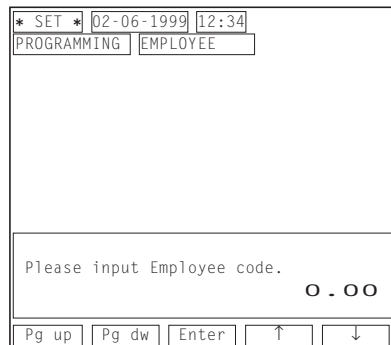 * SET * 02-06-1999 12:34
PROGRAMMING EMPLOYEE
Please input Employee code.
0.00
Pg up Pg dw Enter ↑ ↓